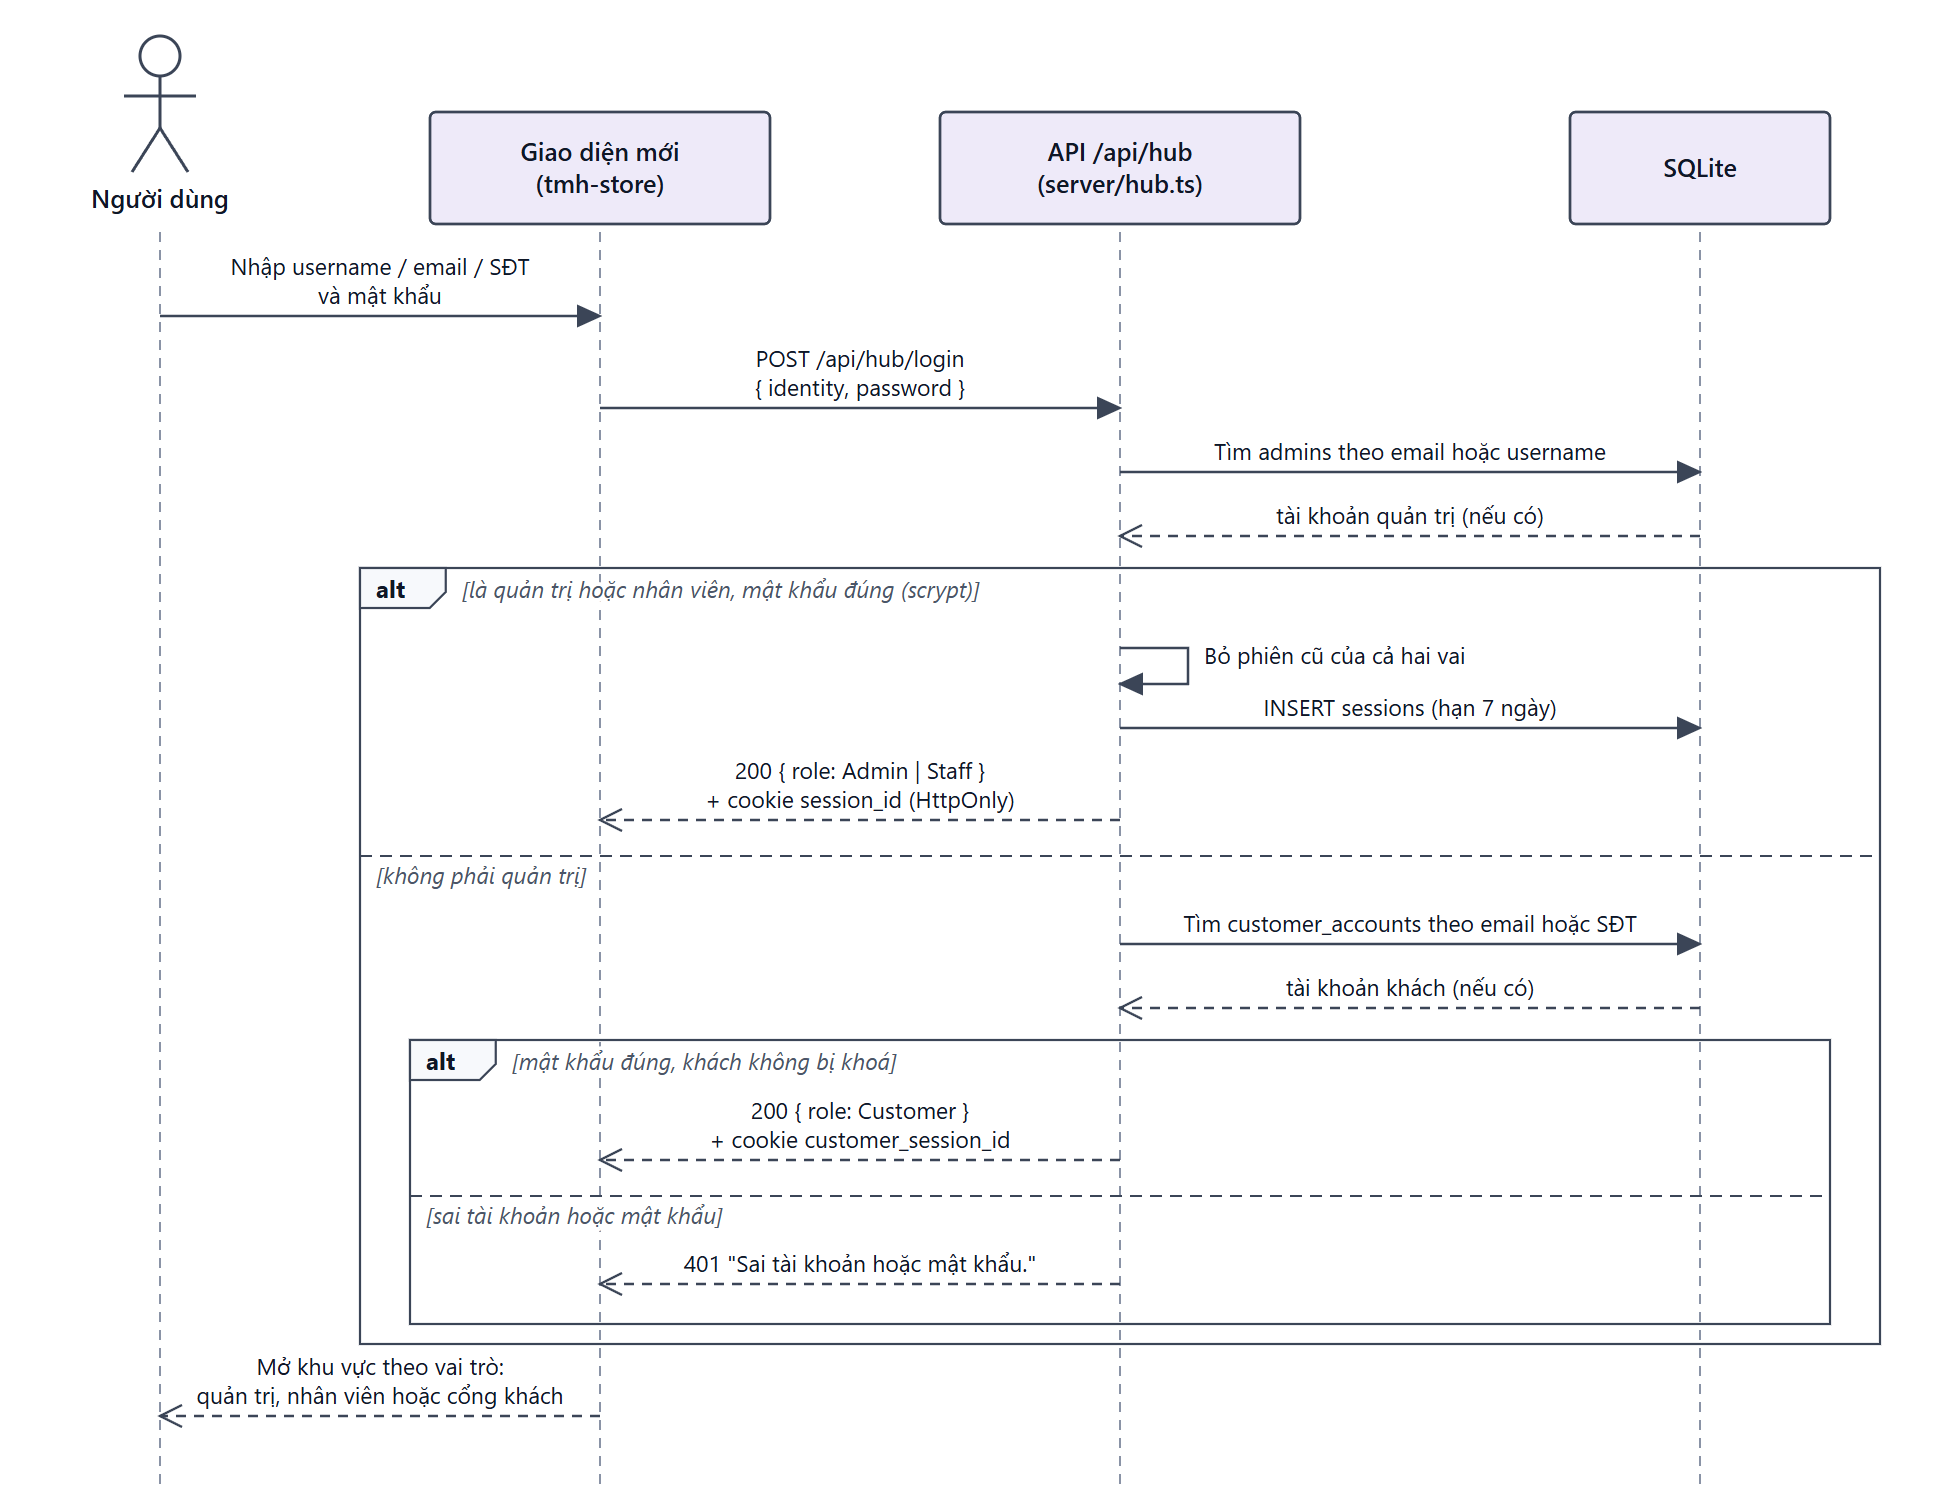 Người dùng
Giao diện mới
(tmh-store)
API /api/hub
(server/hub.ts)
SQLite
Nhập username / email / SĐT
và mật khẩu
POST /api/hub/login
{ identity, password }
Tìm admins theo email hoặc username
tài khoản quản trị (nếu có)
alt
[là quản trị hoặc nhân viên, mật khẩu đúng (scrypt)]
Bỏ phiên cũ của cả hai vai
INSERT sessions (hạn 7 ngày)
200 { role: Admin | Staff }
+ cookie session_id (HttpOnly)
[không phải quản trị]
Tìm customer_accounts theo email hoặc SĐT
tài khoản khách (nếu có)
alt
[mật khẩu đúng, khách không bị khoá]
200 { role: Customer }
+ cookie customer_session_id
[sai tài khoản hoặc mật khẩu]
401 "Sai tài khoản hoặc mật khẩu."
Mở khu vực theo vai trò:
quản trị, nhân viên hoặc cổng khách